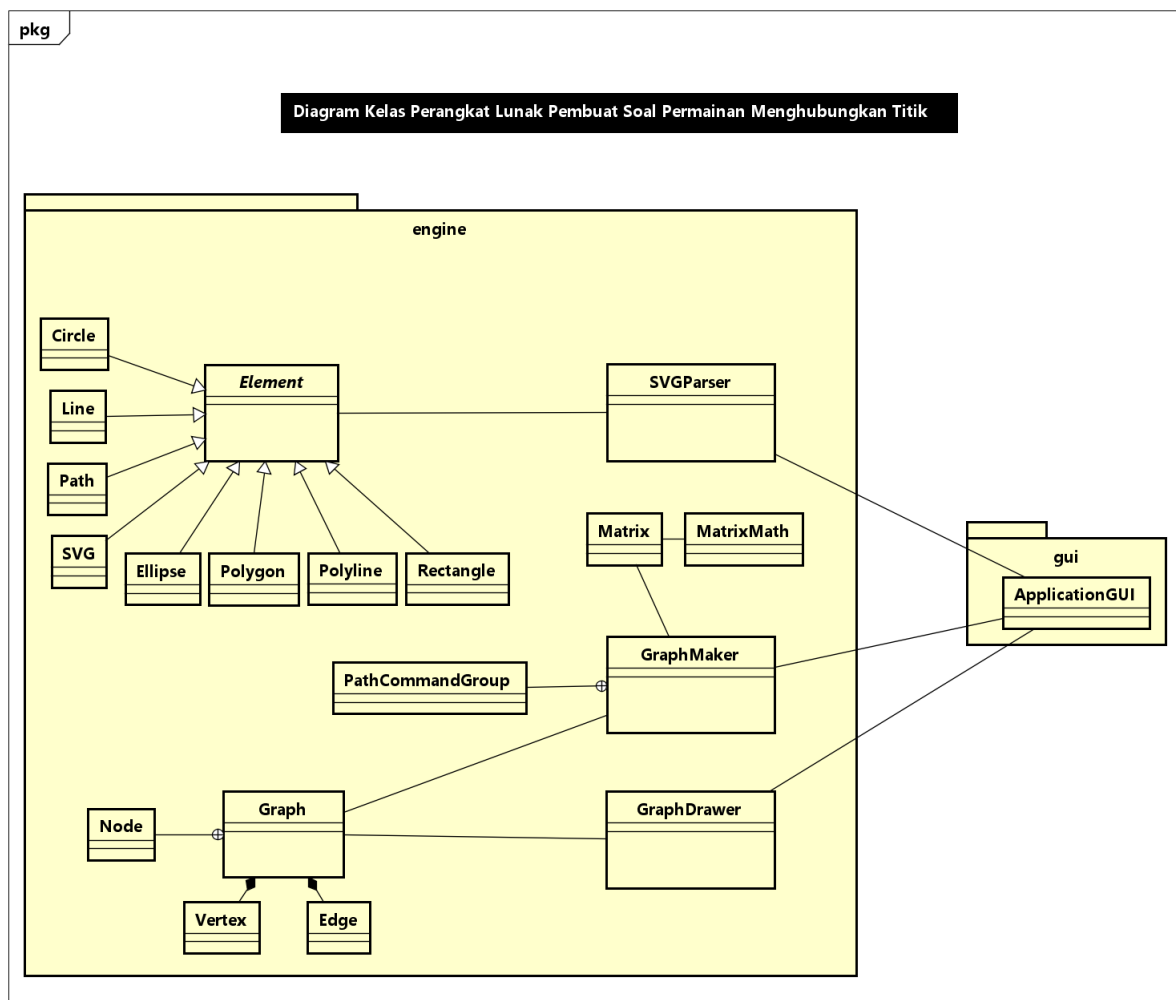 pkg
Diagram Kelas Perangkat Lunak Pembuat Soal Permainan Menghubungkan Titik
engine
Circle
Element
SVGParser
Line
Path
SVG
Ellipse
Polygon
Polyline
Rectangle
Matrix
MatrixMath
gui
ApplicationGUI
GraphMaker
PathCommandGroup
Graph
GraphDrawer
Node
Vertex
Edge